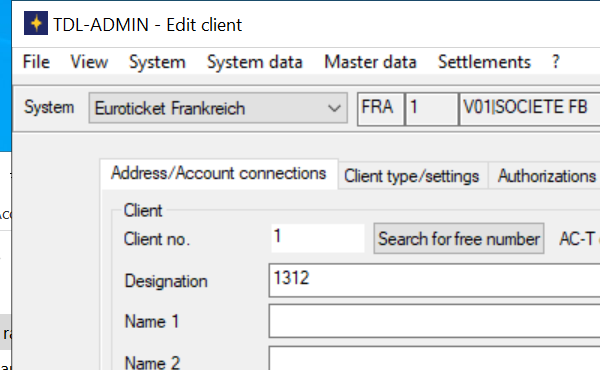 TDL-ADMIN - Edit client
File View System System data Master data Settlements ?
System Euroticket Frankreich FRA 1 V01|SOCIETE FB
Address/Account connections Client type/settings Authorizations
Client
Client no. 1 Search for free number AC-T
Designation 1312
Name 1
Name 2